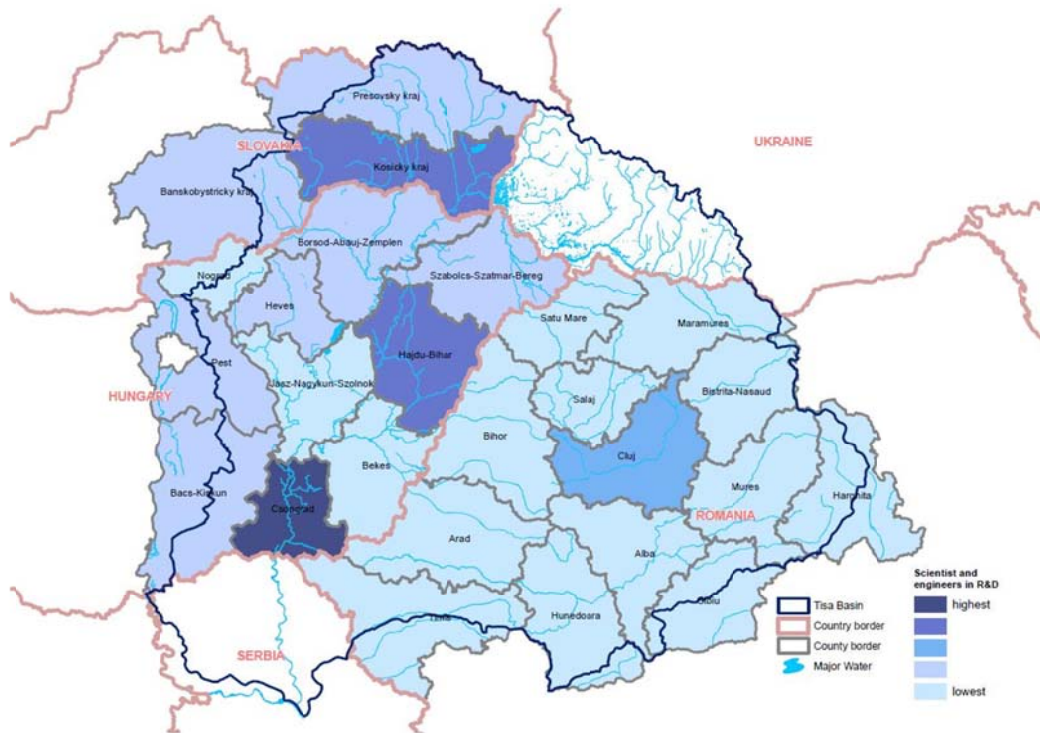 Presovsky kraj
UKRAINE
SLOVAKIA
Kosicky kraj
Banskobystricky kraj
Borsod-Abauj-Zemplen
Nograd
Szabolcs-Szatmar-Bereg
Heves
Satu Mare
Maramures
Pest
Hajdu-Bihar
Jasz-Nagykun-Szolnok
Bistrita-Nasaud
HUNGARY
Salaj
Bihor
Cluj
Bekes
Bacs-Kiskun
Mures
Harghita
Csongrad
ROMANIA
Arad
Alba
Sibiu
Timis
Hunedoara
SERBIA
Scientist and
engineers in R&D
highest
lowest
Tisa Basin
Country border
County border
Major Water